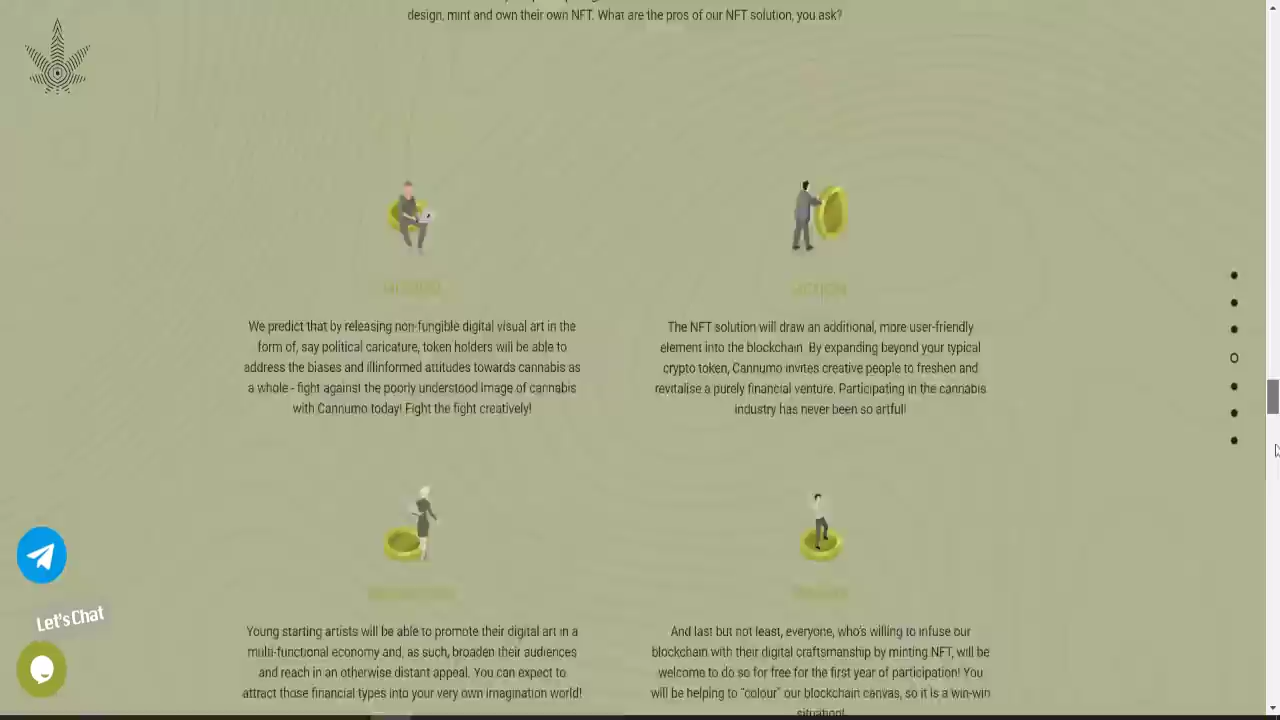 design, mint and own their own NFT. What are the pros of our NFT solution, you ask?
We predict that by releasing non-fungible digital visual art in the
form of, say political caricature, token holders will be able to
address the biases and illinformed attitudes towards cannabis as
a whole - fight against the poorly understood image of cannabis
with Cannumo today! Fight the fight creatively!
The NFT solution will draw an additional, more user-friendly
element into the blockchain. By expanding beyond your typical
crypto token, Cannumo invites creative people to freshen and
revitalise a purely financial venture. Participating in the cannabis
industry has never been so artful!
Young starting artists will be able to promote their digital art in a
multi-functional economy and, as such, broaden their audiences
and reach in an otherwise distant appeal. You can expect to
attract those financial types into your very own imagination world!
And last but not least, everyone, who's willing to infuse our
blockchain with their digital craftsmanship by minting NFT, will be
welcome to do so for free for the first year of participation! You
will be helping to "colour" our blockchain canvas, so it is a win-win
situation!
Let's Chat